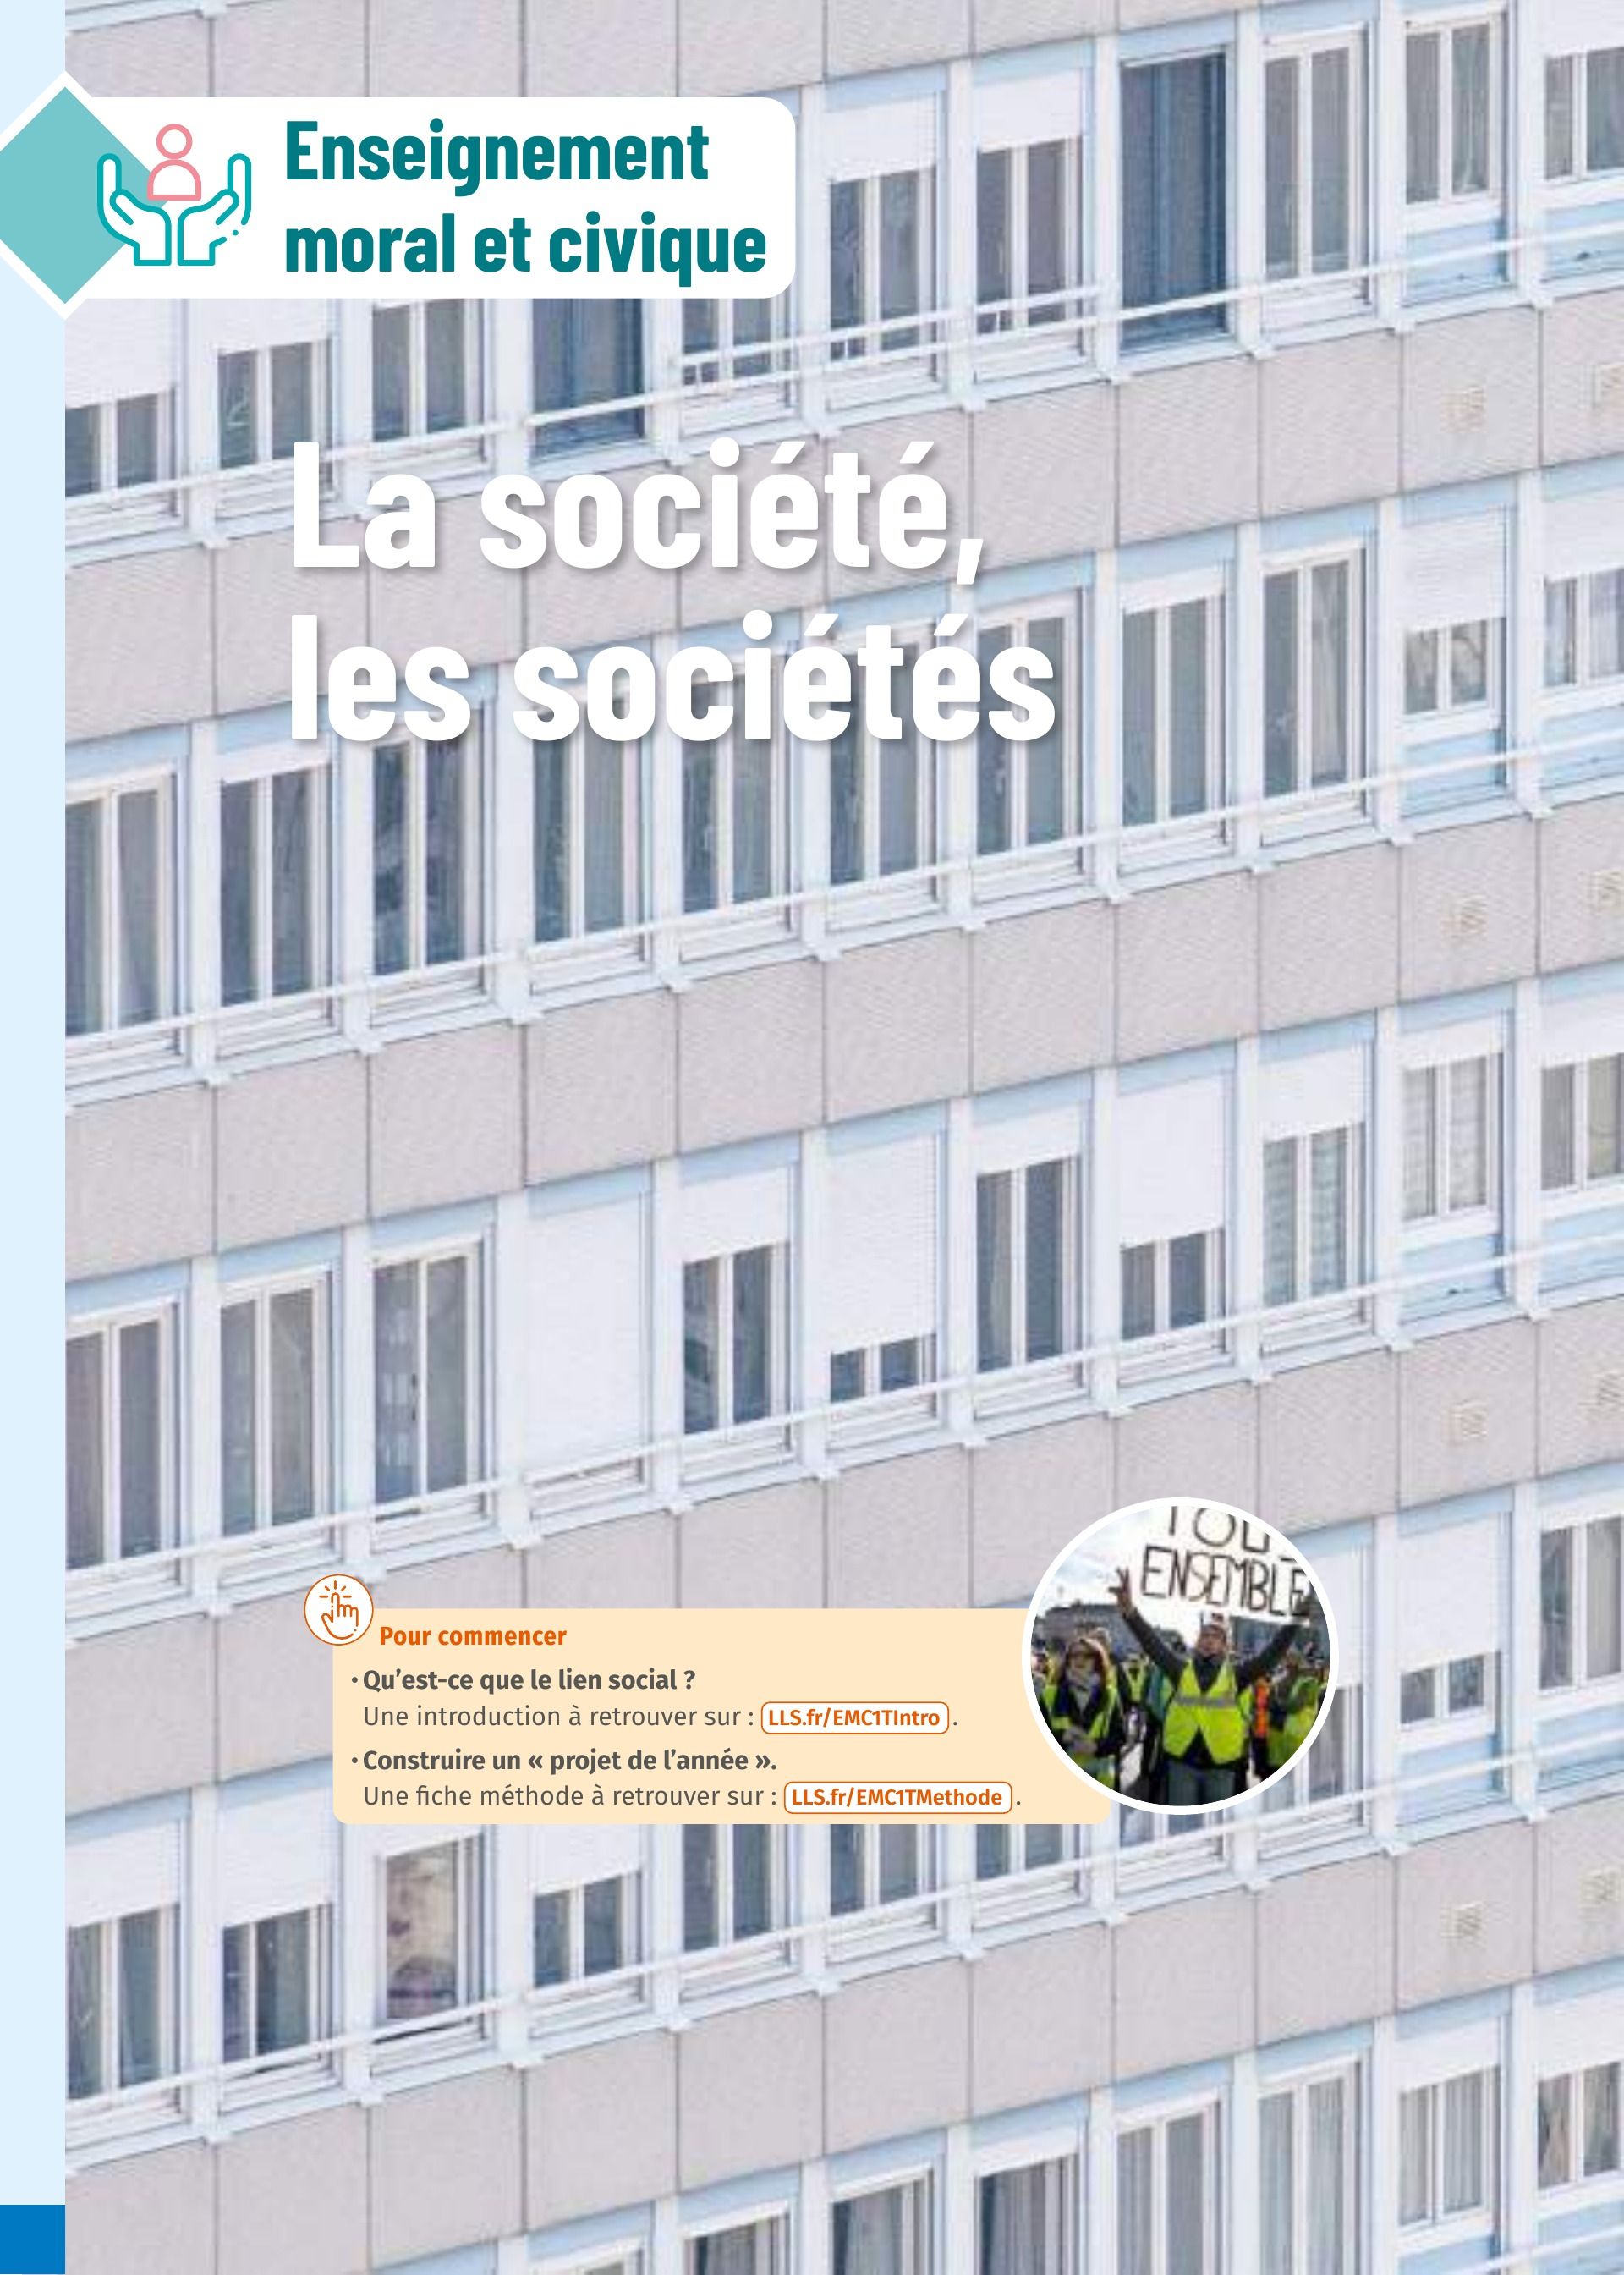 Enseignement
moral et civique
La société,
les sociétés
ENSEMBLE
Pour commencer
• Qu’est-ce que le lien social ?
Une introduction à retrouver sur : LLS.fr/EMC1TIntro .
• Construire un « projet de l’année ».
Une fiche méthode à retrouver sur : LLS.fr/EMC1TMethode .